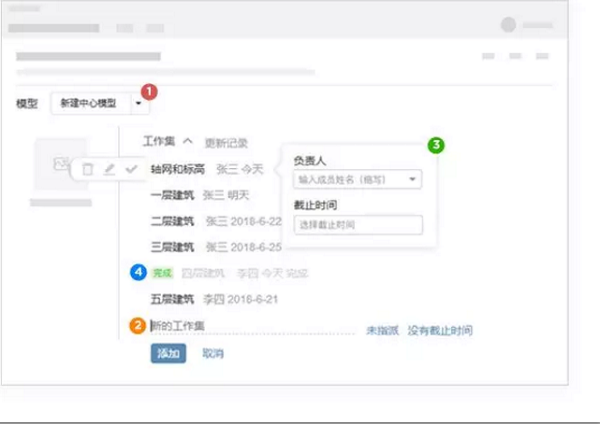 1
模型 新建中心模型
工作集 更新记录
3
轴网和标高 张三 今天
负责人
输入成员姓名（缩写）
一层建筑 张三 明天
截止时间
二层建筑 张三 2018-6-22
选择截止时间
三层建筑 张三 2018-6-25
4 完成 四层建筑 李四 今天 完成
五层建筑 李四 2018-6-21
2 新的工作集 未指派 没有截止时间
添加 取消